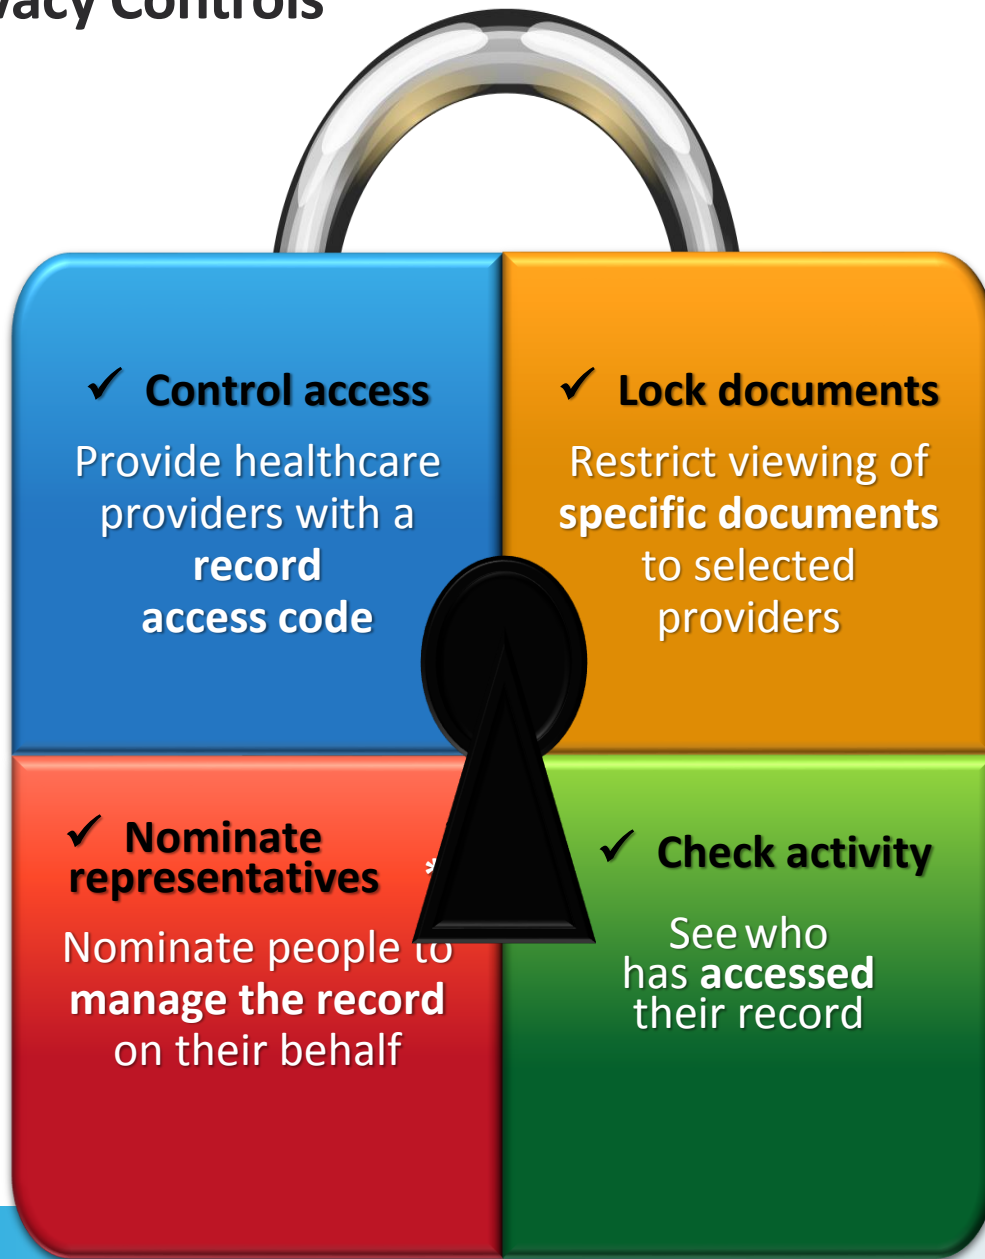 vacy Controls
✓ Control access
Provide healthcare
providers with a
record
access code
✓ Lock documents
Restrict viewing of
specific documents
to selected
providers
✓ Nominate
representatives *
Nominate people to
manage the record
on their behalf
✓ Check activity
See who
has accessed
their record